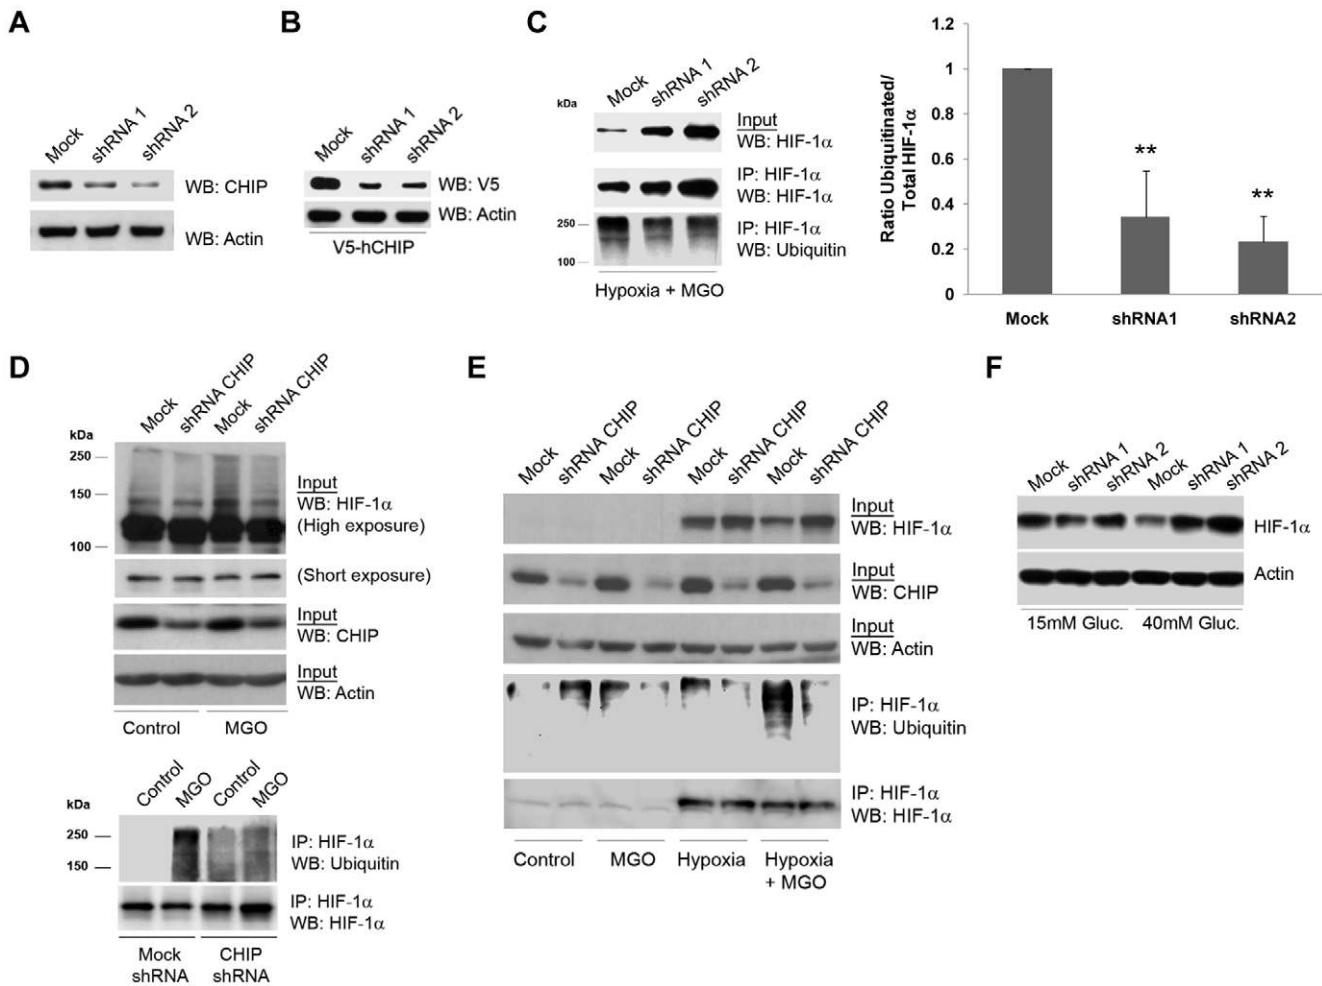 A
Mock
shRNA 1
shRNA 2
WB: CHIP
WB: Actin
B
Mock
shRNA 1
shRNA 2
WB: V5
WB: Actin
V5-hCHIP
C
kDa
Mock
shRNA 1
shRNA 2
Input
WB: HIF-1α
IP: HIF-1α
WB: HIF-1α
250
100
IP: HIF-1α
WB: Ubiquitin
Hypoxia + MGO
Ratio Ubiquitinated/
Total HIF-1α
1.2
1
0.8
0.6
0.4
0.2
0
**
**
Mock
shRNA1
shRNA2
D
kDa
Mock
shRNA CHIP
Mock
shRNA CHIP
250
150
100
Input
WB: HIF-1α
(High exposure)
(Short exposure)
Input
WB: CHIP
Input
WB: Actin
Control
MGO
kDa
Control
MGO
Control
MGO
250
150
IP: HIF-1α
WB: Ubiquitin
IP: HIF-1α
WB: HIF-1α
Mock
shRNA
CHIP
shRNA
E
Mock
shRNA CHIP
Mock
shRNA CHIP
Mock
shRNA CHIP
Mock
shRNA CHIP
Input
WB: HIF-1α
Input
WB: CHIP
Input
WB: Actin
IP: HIF-1α
WB: Ubiquitin
IP: HIF-1α
WB: HIF-1α
Control
MGO
Hypoxia
Hypoxia
+ MGO
F
Mock
shRNA 1
shRNA 2
Mock
shRNA 1
shRNA 2
HIF-1α
Actin
15mM Gluc.
40mM Gluc.